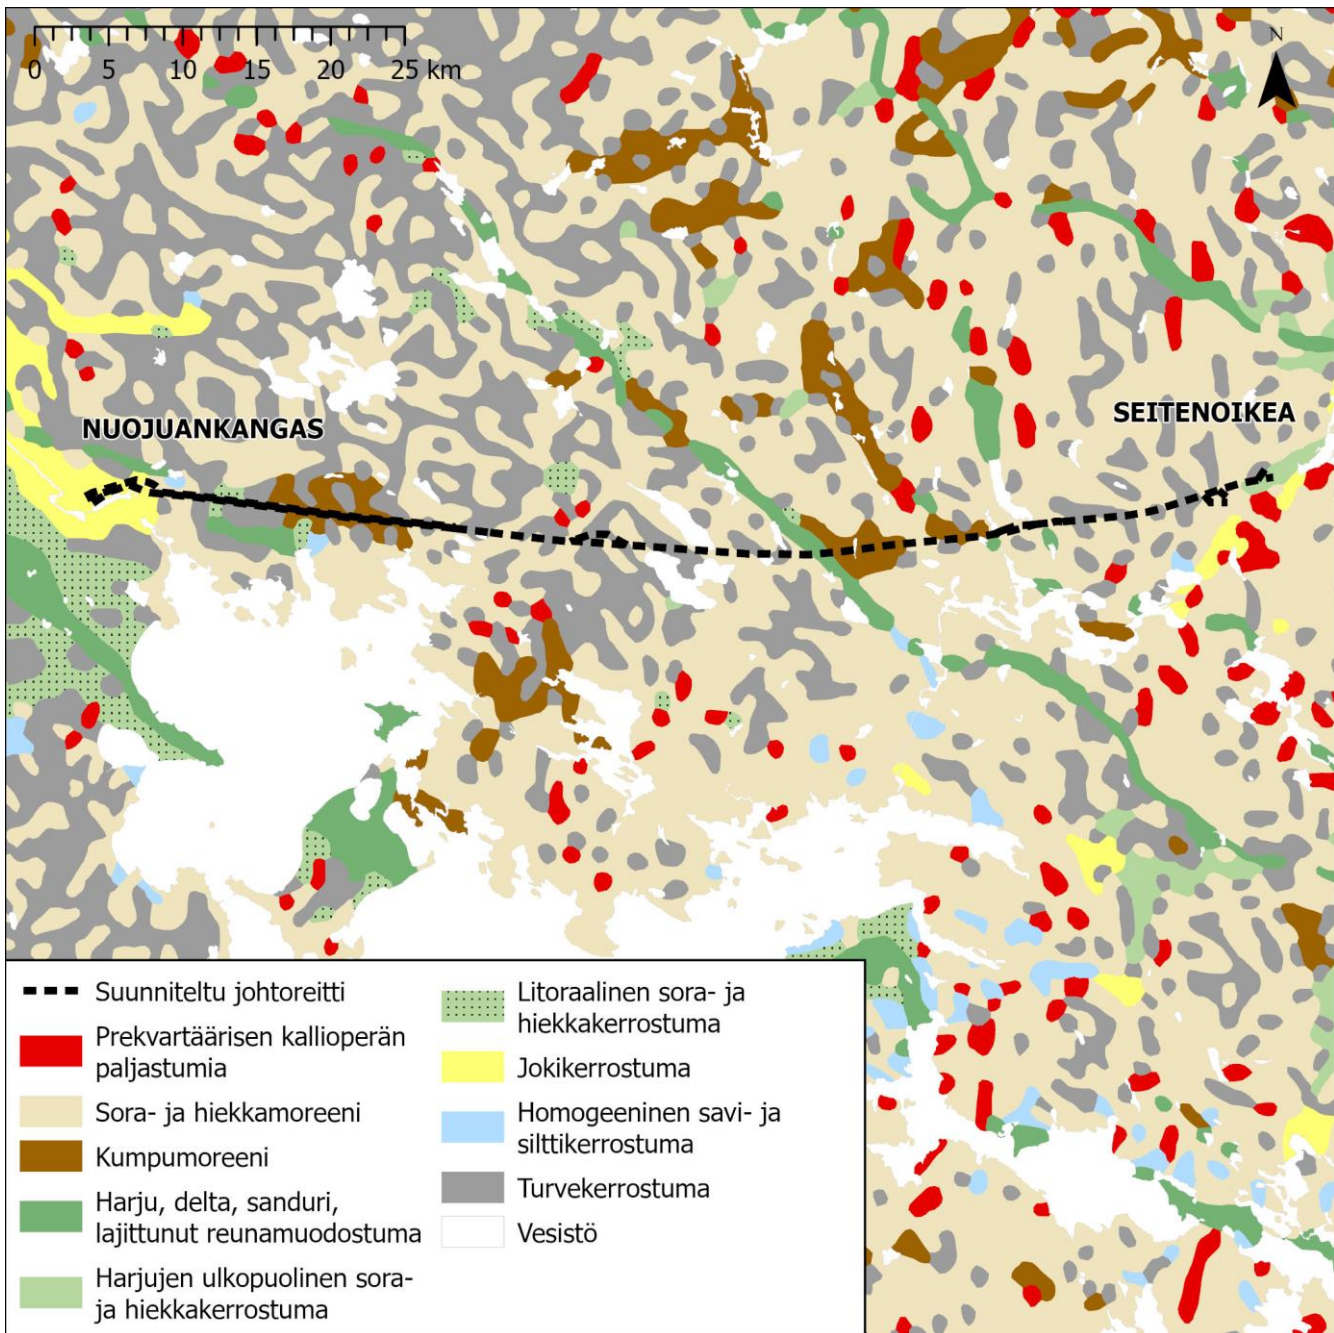 N
0 5 10 15 20 25 km
NUOJUANKANGAS
SEITENOIKEA
Suunniteltu johtoreitti
Prekvartäärisen kallioperän
paljastumia
Sora- ja hiekkamoreeni
Kumpumoreeni
Harju, delta, sanduri,
lajittunut reunamuodostuma
Harjujen ulkopuolinen sora-
ja hiekkakerrostuma
Litoraalinen sora- ja
hiekkakerrostuma
Jokikerrostuma
Homogeeninen savi- ja
silttikerrostuma
Turvekerrostuma
Vesistö